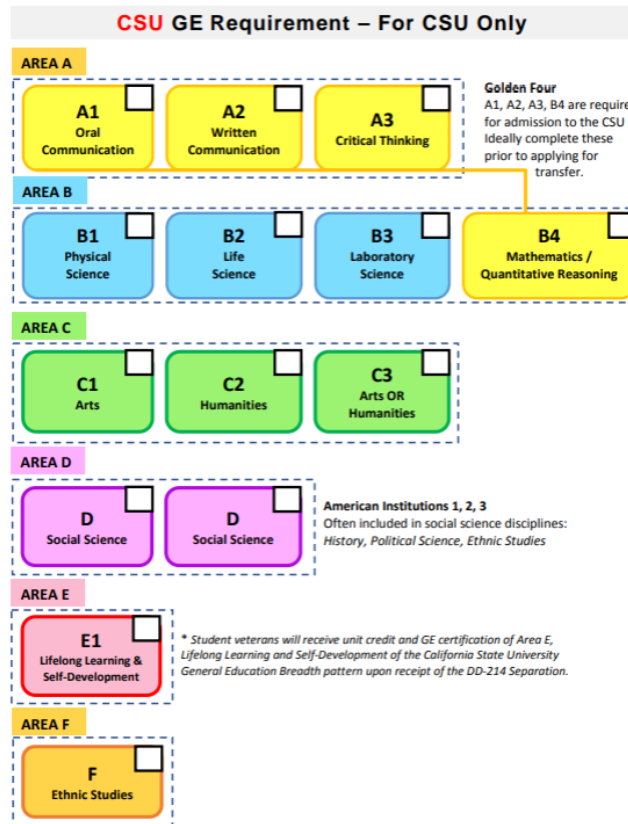 CSU GE Requirement – For CSU Only
AREA A
A1
Oral
Communication
A2
Written
Communication
A3
Critical Thinking
Golden Four
A1, A2, A3, B4 are require
for admission to the CSU
Ideally complete these
prior to applying for
transfer.
AREA B
B1
Physical
Science
B2
Life
Science
B3
Laboratory
Science
B4
Mathematics /
Quantitative Reasoning
AREA C
C1
Arts
C2
Humanities
C3
Arts OR
Humanities
AREA D
D
Social Science
D
Social Science
American Institutions 1, 2, 3
Often included in social science disciplines:
History, Political Science, Ethnic Studies
AREA E
E1
Lifelong Learning &
Self-Development
* Student veterans will receive unit credit and GE certification of Area E,
Lifelong Learning and Self-Development of the California State University
General Education Breadth pattern upon receipt of the DD-214 Separation.
AREA F
F
Ethnic Studies